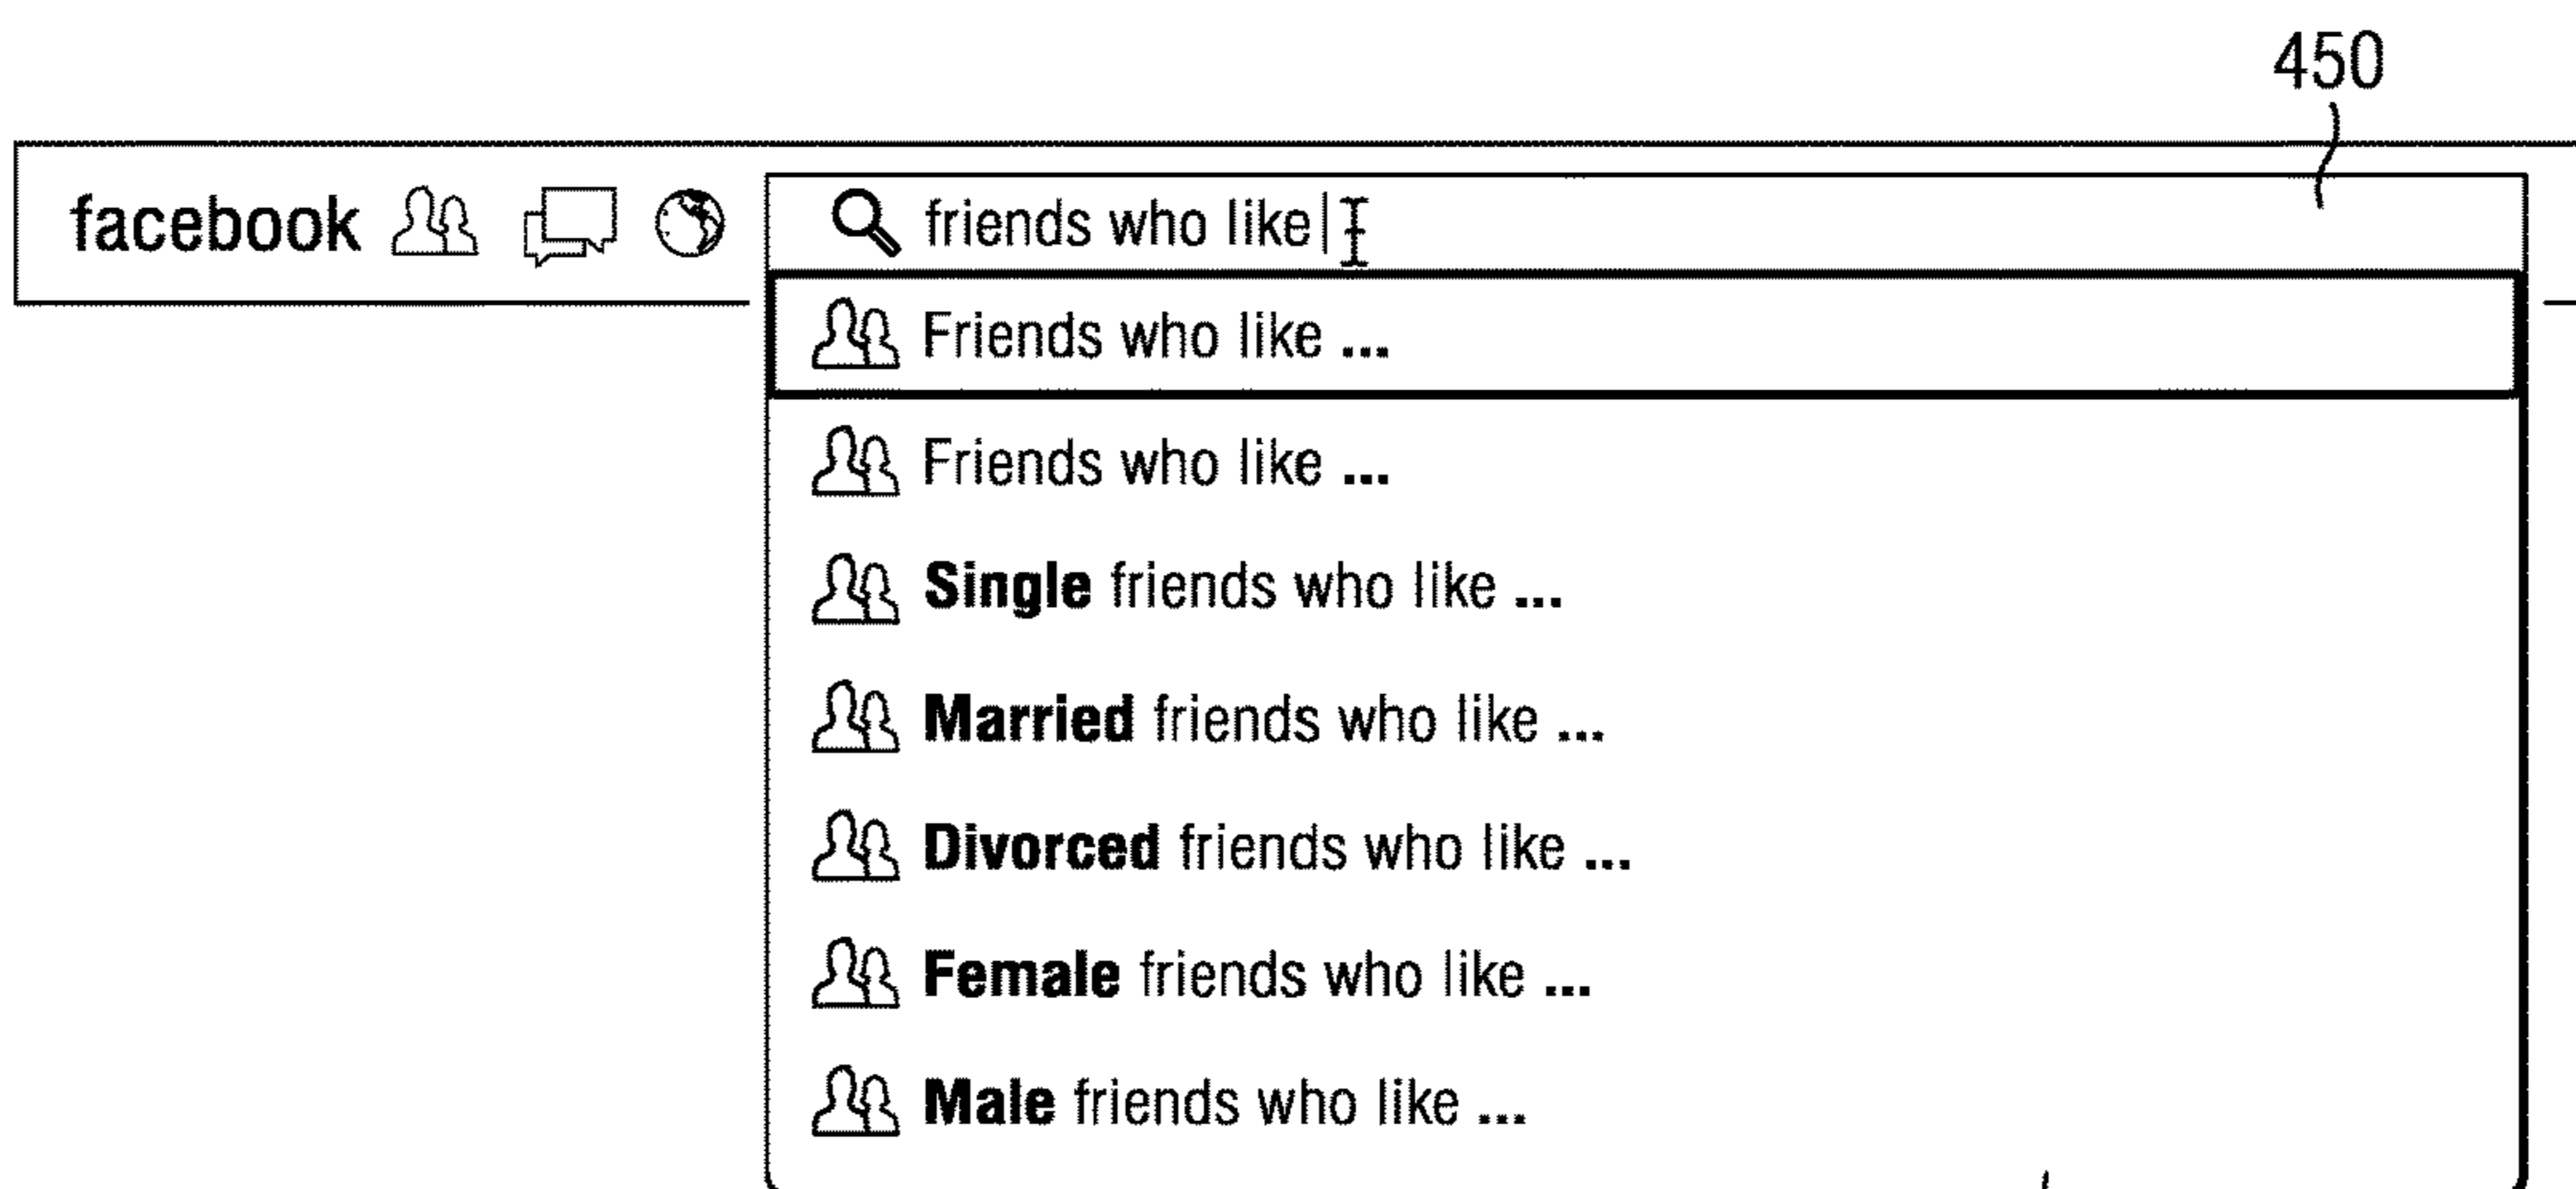 450
facebook friends who like
Friends who like ...
Friends who like ...
Single friends who like ...
Married friends who like ...
Divorced friends who like ...
Female friends who like ...
Male friends who like ...